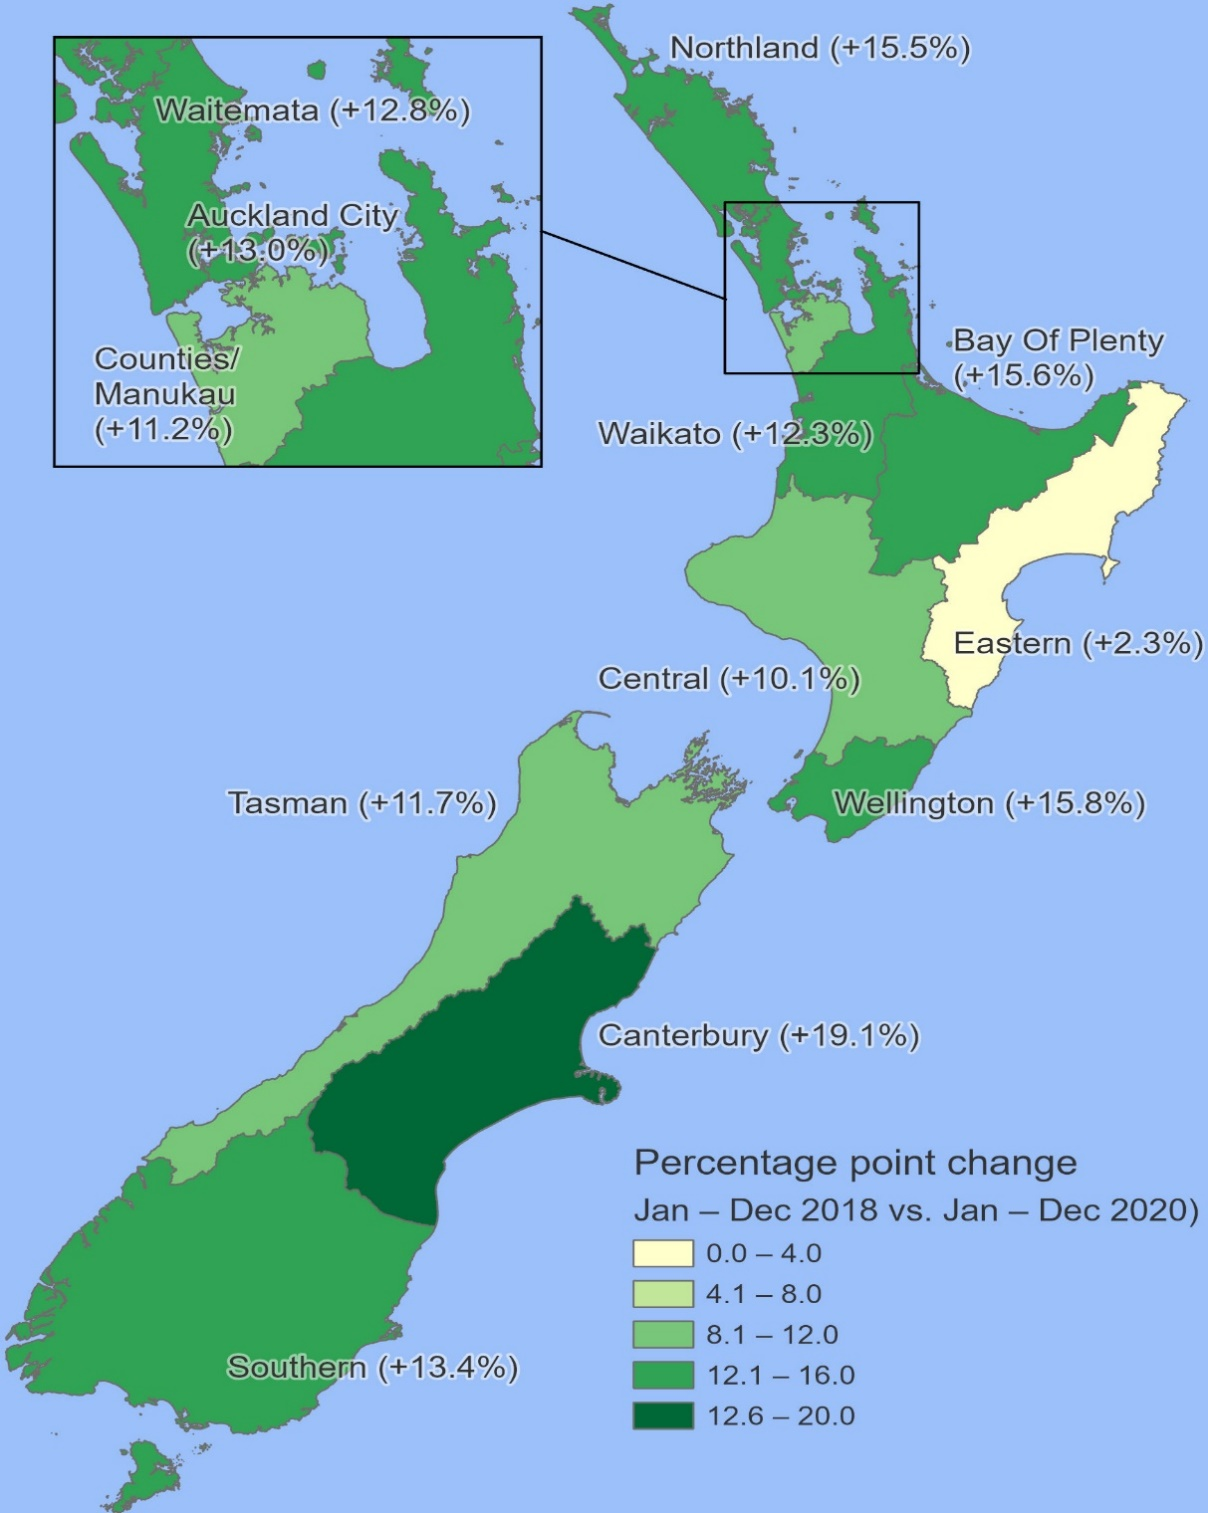 Northland (+15.5%)
Waitemata (+12.8%)
Auckland City
(+13.0%)
Counties/
Manukau
(+11.2%)
Bay Of Plenty
(+15.6%)
Waikato (+12.3%)
Eastern (+2.3%)
Central (+10.1%)
Tasman (+11.7%)
Wellington (+15.8%)
Canterbury (+19.1%)
Southern (+13.4%)
Percentage point change
Jan – Dec 2018 vs. Jan – Dec 2020)
0.0 – 4.0
4.1 – 8.0
8.1 – 12.0
12.1 – 16.0
12.6 – 20.0